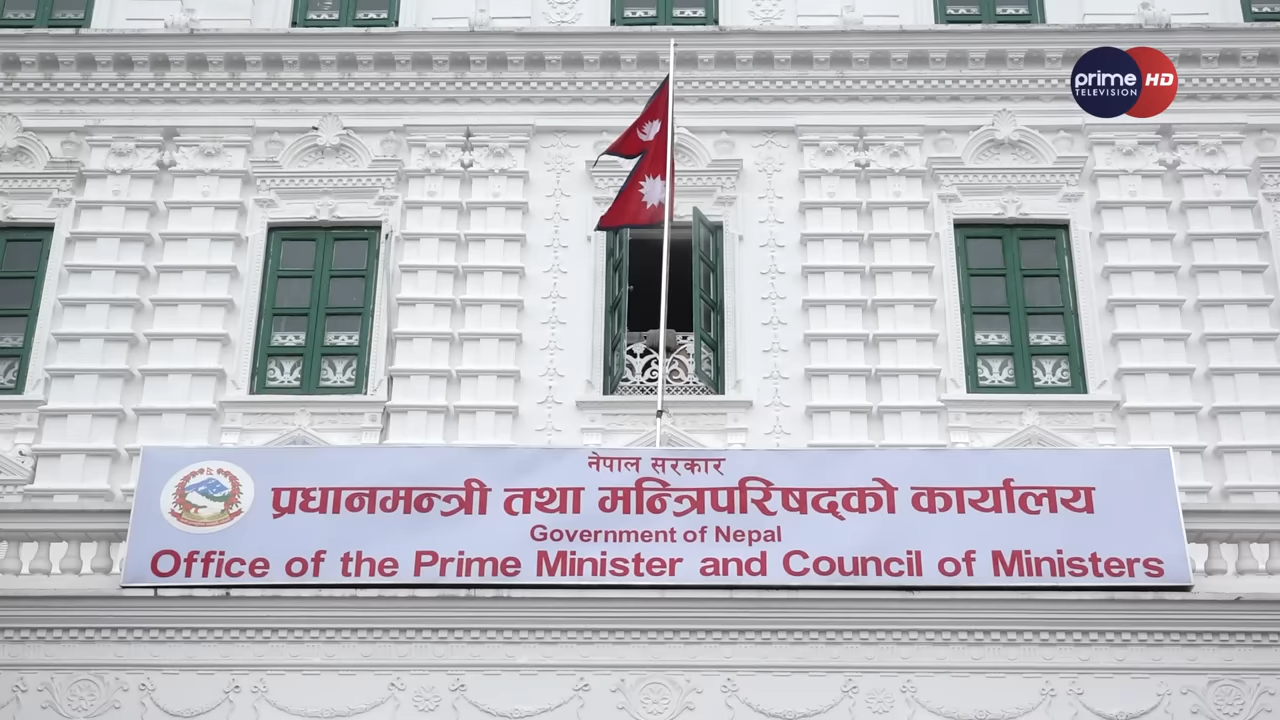 prime HD
TELEVISION
नेपाल सरकार
प्रधानमन्त्री तथा मन्त्रिपरिषद्को कार्यालय
Government of Nepal
Office of the Prime Minister and Council of Ministers